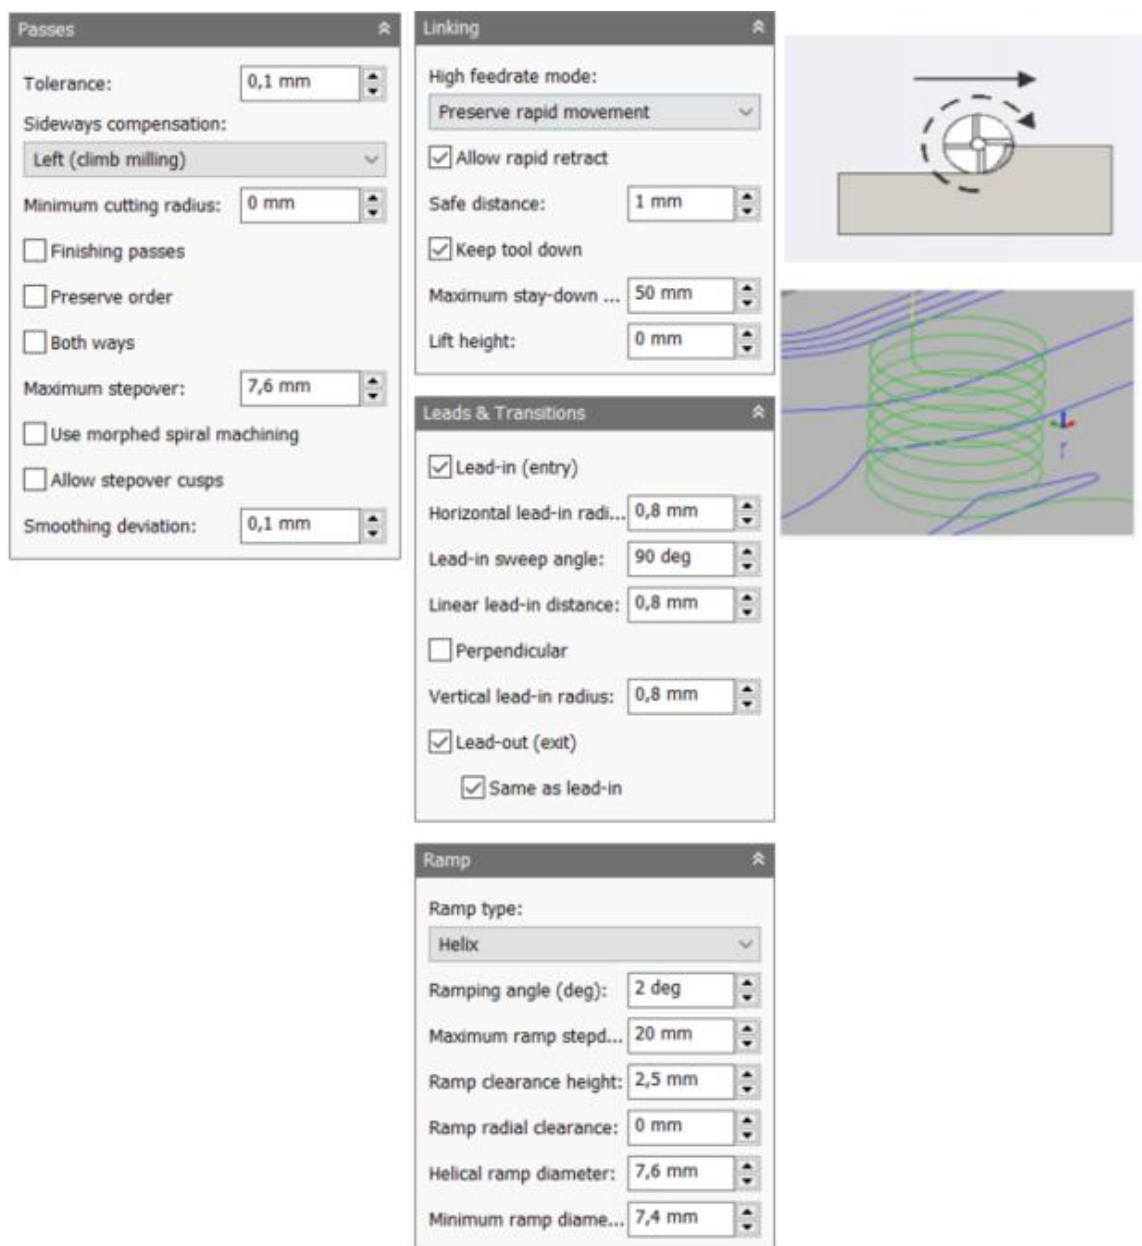 Passes
Tolerance: 0,1 mm
Sideways compensation:
Left (climb milling)
Minimum cutting radius: 0 mm
Finishing passes
Preserve order
Both ways
Maximum stepover: 7,6 mm
Use morphed spiral machining
Allow stepover cusps
Smoothing deviation: 0,1 mm
Linking
High feedrate mode:
Preserve rapid movement
Allow rapid retract
Safe distance: 1 mm
Keep tool down
Maximum stay-down ... 50 mm
Lift height: 0 mm
Leads & Transitions
Lead-in (entry)
Horizontal lead-in radi... 0,8 mm
Lead-in sweep angle: 90 deg
Linear lead-in distance: 0,8 mm
Perpendicular
Vertical lead-in radius: 0,8 mm
Lead-out (exit)
Same as lead-in
Ramp
Ramp type:
Helix
Ramping angle (deg): 2 deg
Maximum ramp stepd... 20 mm
Ramp clearance height: 2,5 mm
Ramp radial clearance: 0 mm
Helical ramp diameter: 7,6 mm
Minimum ramp diame... 7,4 mm